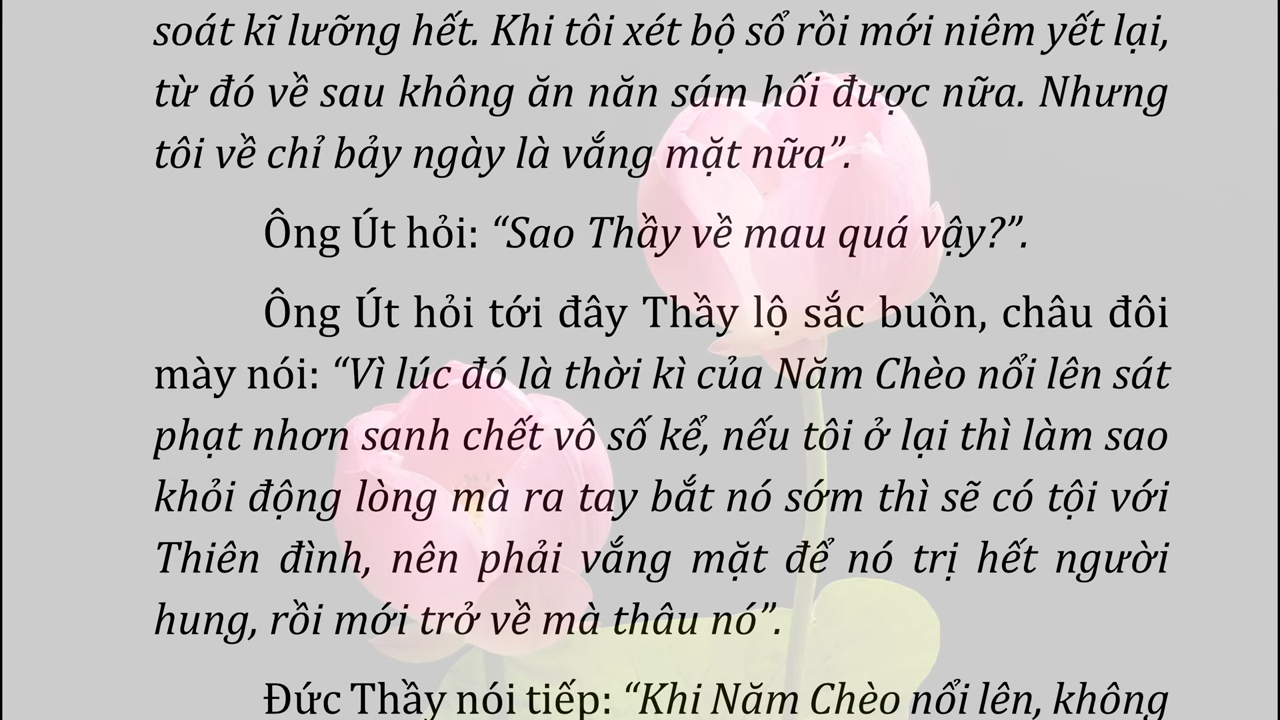 soát kĩ lưỡng hết. Khi tôi xét bộ sổ rồi mới niêm yết lại,
từ đó về sau không ăn năn sám hối được nữa. Nhưng
tôi về chỉ bảy ngày là vắng mặt nữa”.
Ông Út hỏi: “Sao Thầy về mau quá vậy?”.
Ông Út hỏi tới đây Thầy lộ sắc buồn, châu đôi
mày nói: “Vì lúc đó là thời kì của Năm Chèo nổi lên sát
phạt nhơn sanh chết vô số kể, nếu tôi ở lại thì làm sao
khỏi động lòng mà ra tay bắt nó sớm thì sẽ có tội với
Thiên đình, nên phải vắng mặt để nó trị hết người
hung, rồi mới trở về mà thâu nó”.
Đức Thầy nói tiếp: “Khi Năm Chèo nổi lên, không